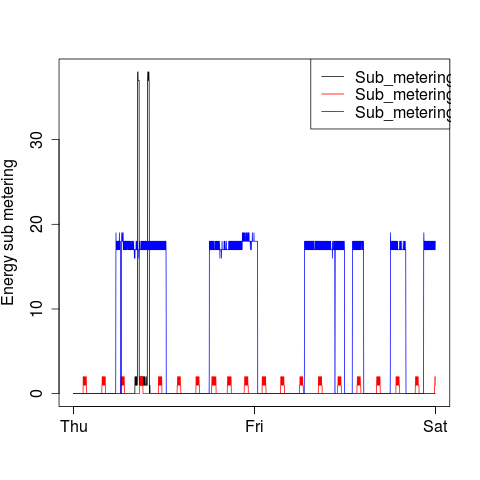 Sub_metering
Sub_metering
Sub_metering
Energy sub metering
30
20
10
0
Thu Fri Sat